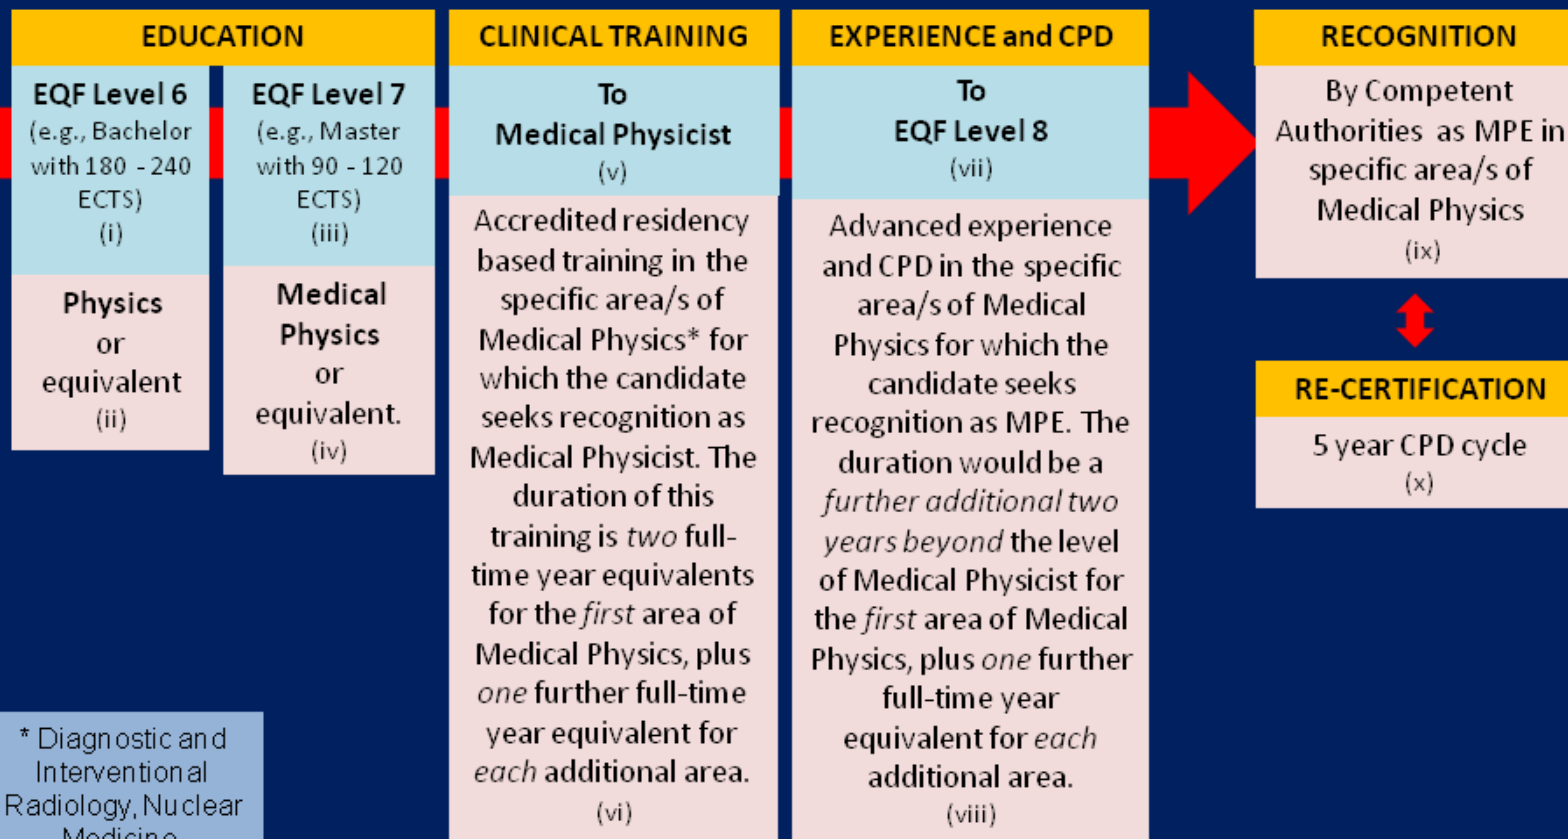 EDUCATION
EQF Level 6
(e.g., Bachelor
with 180 - 240
ECTS)
(i)
Physics
or
equivalent
(ii)
EQF Level 7
(e.g., Master
with 90 - 120
ECTS)
(iii)
Medical
Physics
or
equivalent.
(iv)
CLINICAL TRAINING
To
Medical Physicist
(v)
Accredited residency
based training in the
specific area/s of
Medical Physics* for
which the candidate
seeks recognition as
Medical Physicist. The
duration of this
training is two full-
time year equivalents
for the first area of
Medical Physics, plus
one further full-time
year equivalent for
each additional area.
(vi)
EXPERIENCE and CPD
To
EQF Level 8
(vii)
Advanced experience
and CPD in the specific
area/s of Medical
Physics for which the
candidate seeks
recognition as MPE. The
duration would be a
further additional two
years beyond the level
of Medical Physicist for
the first area of Medical
Physics, plus one further
full-time year
equivalent for each
additional area.
(viii)
RECOGNITION
By Competent
Authorities as MPE in
specific area/s of
Medical Physics
(ix)
RE-CERTIFICATION
5 year CPD cycle
(x)
* Diagnostic and
Interventional
Radiology, Nuclear
Medicine